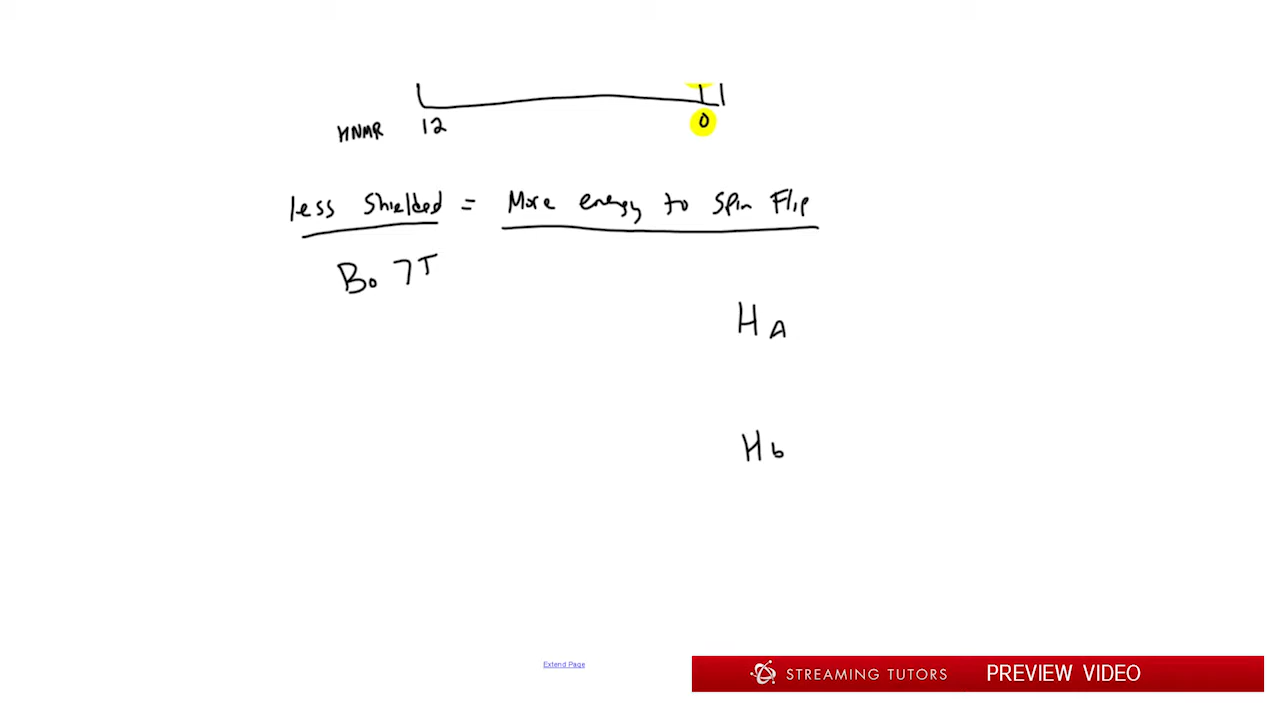 HNMR 12 0
less Shielded = More energy to Spin Flip
Bo 7T
HA
Hb
Extend Page
STREAMING TUTORS PREVIEW VIDEO